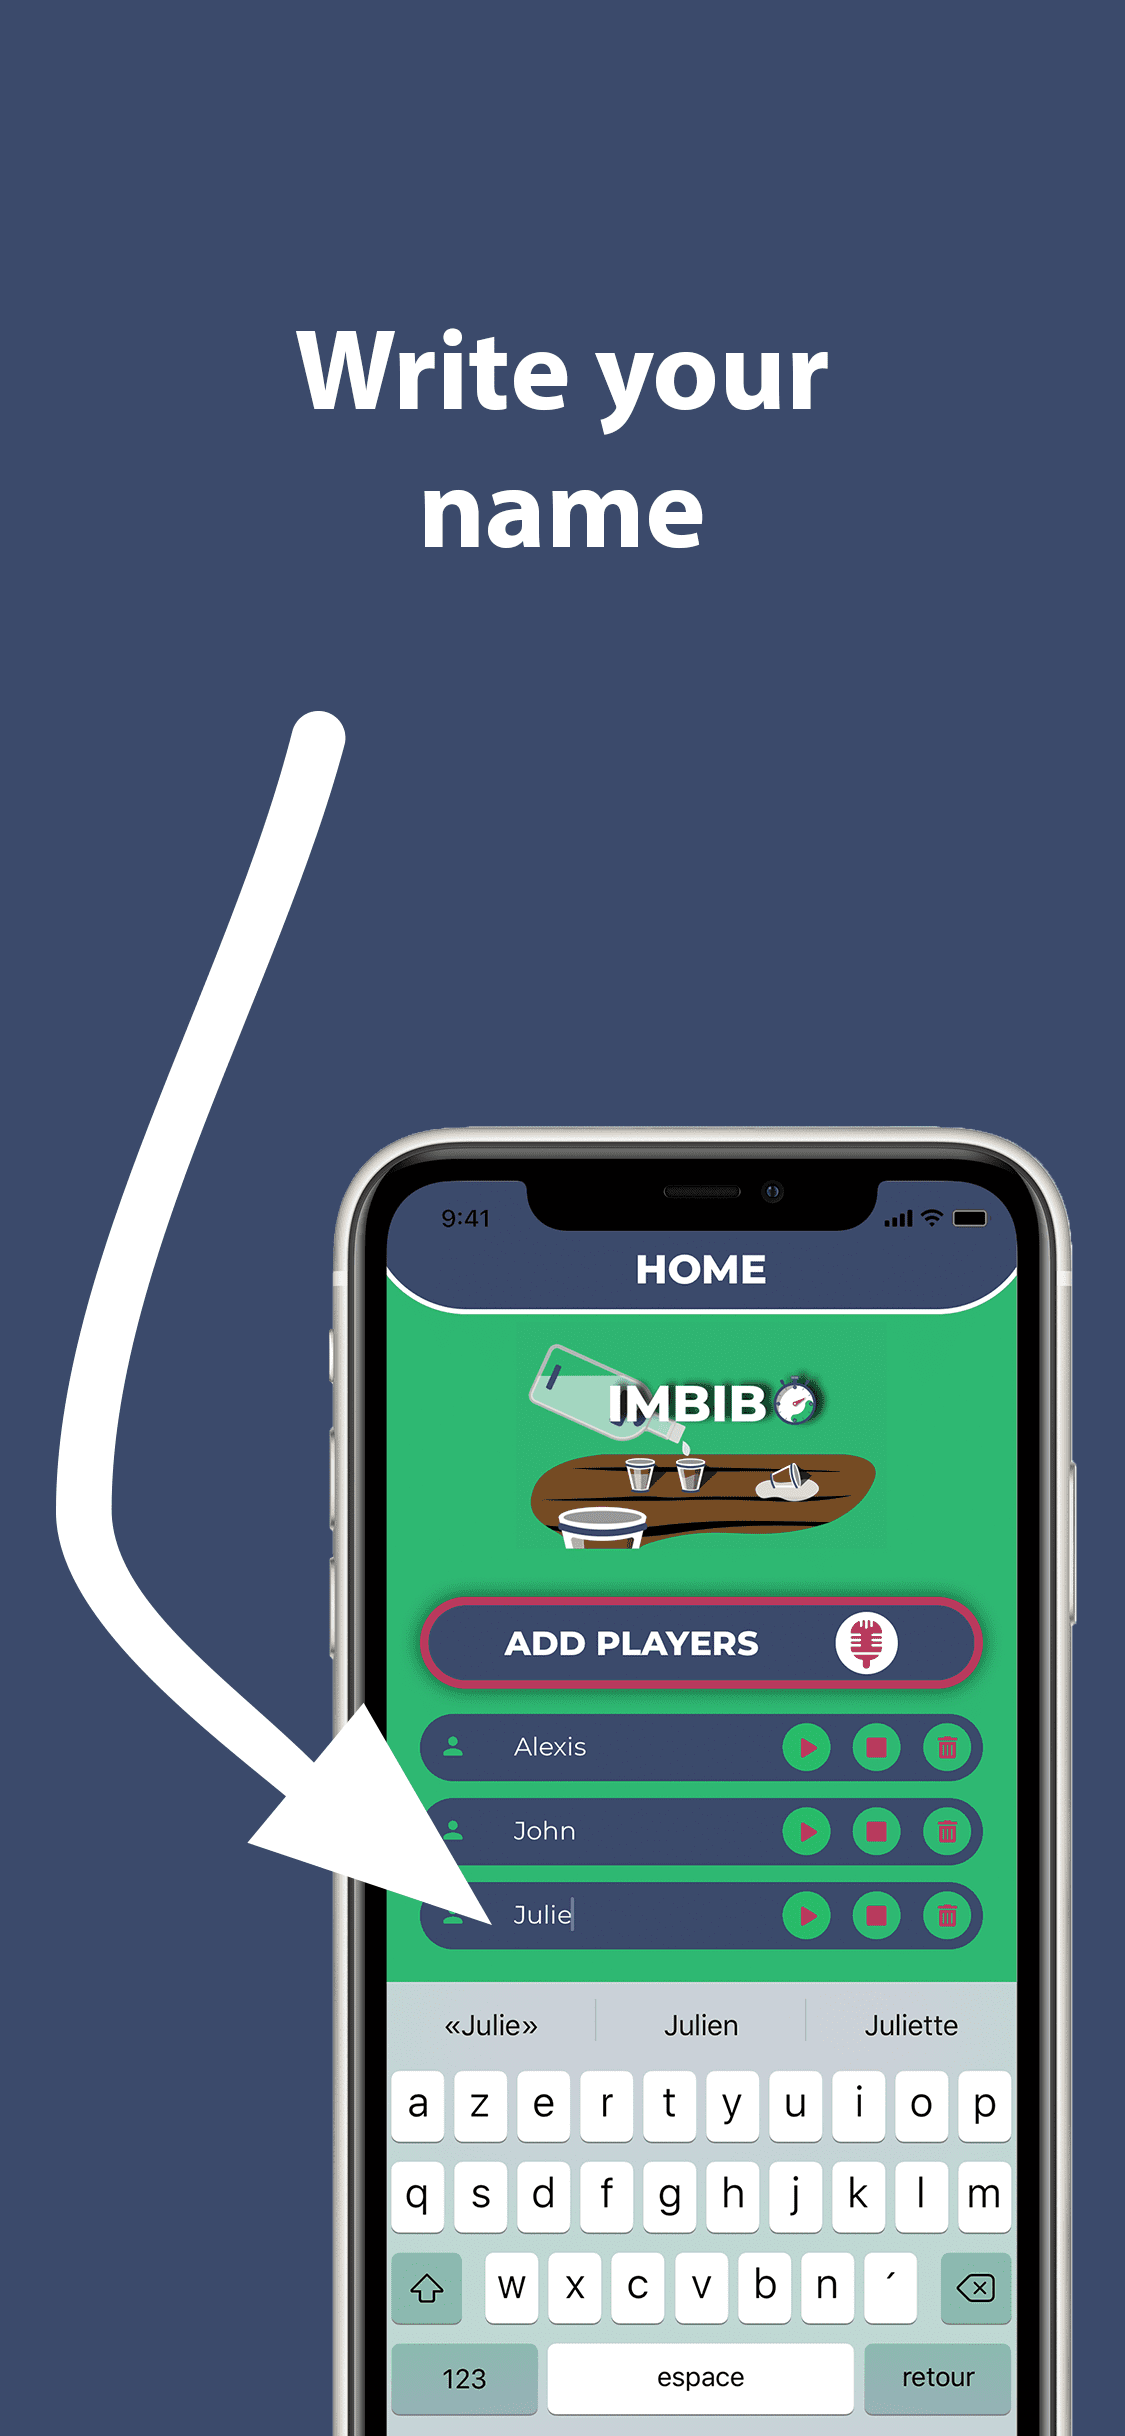 Write your
name
9:41
HOME
IMBIB
ADD PLAYERS
Alexis
John
Julie
«Julie» Julien Juliette
a z e r t y u i o p
q s d f g h j k l m
w x c v b n ´
123 espace retour